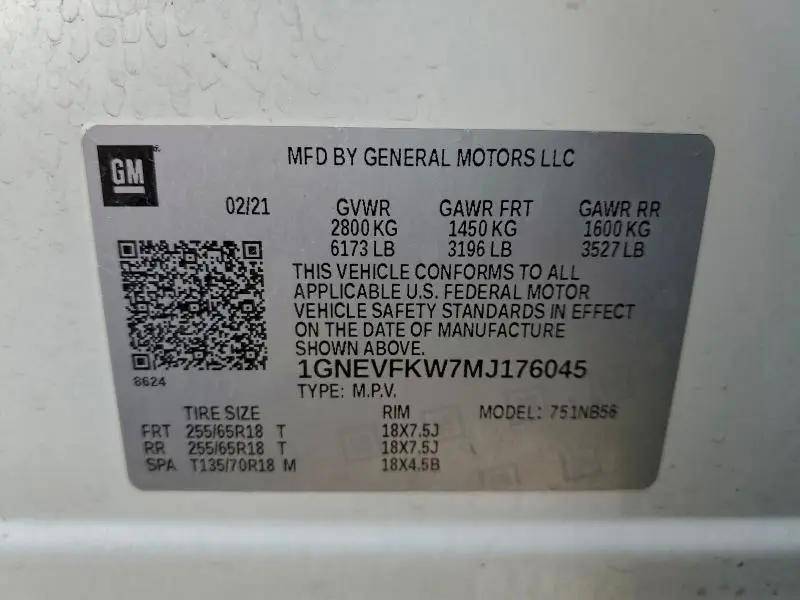 GM
MFD BY GENERAL MOTORS LLC
02/21 GVWR GAWR FRT GAWR RR
2800 KG 1450 KG 1600 KG
6173 LB 3196 LB 3527 LB
THIS VEHICLE CONFORMS TO ALL
APPLICABLE U.S. FEDERAL MOTOR
VEHICLE SAFETY STANDARDS IN EFFECT
ON THE DATE OF MANUFACTURE
SHOWN ABOVE.
1GNEVFKW7MJ176045
8624
TYPE: M.P.V.
TIRE SIZE RIM MODEL: 751NB56
FRT 255/65R18 T 18X7.5J
RR 255/65R18 T 18X7.5J
SPA T135/70R18 M 18X4.5B